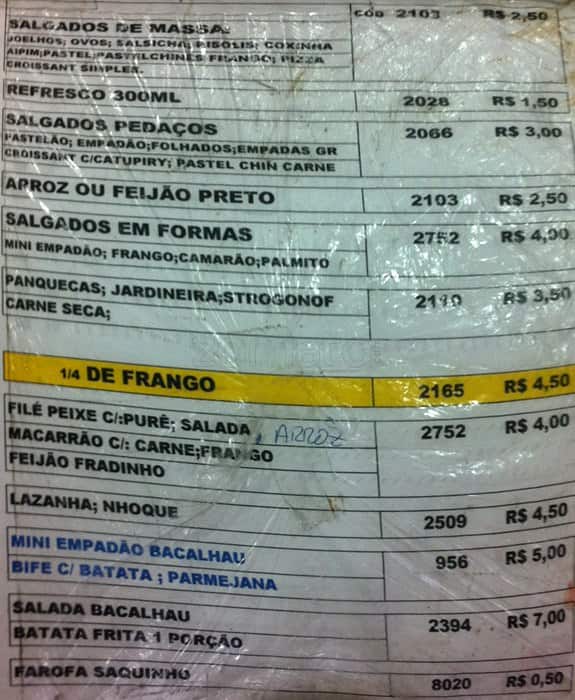 CÓD 2103 R$ 2,50
SALGADOS DE MASSA:
JOELHOS; OVOS; SALSICHA; RISOLIS; COXINHA
AIPIM;PASTEL;PASTELCHINES FRANGO; PIZZA
CROISSANT SIMPLES.
REFRESCO 300ML 2028 R$ 1,50
SALGADOS PEDAÇOS 2066 R$ 3,00
PASTELÃO; EMPADÃO;FOLHADOS;EMPADAS GR
CROISSANT C/CATUPIRY; PASTEL CHIN CARNE
ARROZ OU FEIJÃO PRETO 2103 R$ 2,50
SALGADOS EM FORMAS 2752 R$ 4,00
MINI EMPADÃO; FRANGO;CAMARÃO;PALMITO
PANQUECAS; JARDINEIRA;STROGONOF 2110 R$ 3,50
CARNE SECA;
1/4 DE FRANGO 2165 R$ 4,50
FILÉ PEIXE C/:PURÊ; SALADA, ARROZ 2752 R$ 4,00
MACARRÃO C/: CARNE;FRANGO
FEIJÃO FRADINHO
LAZANHA; NHOQUE 2509 R$ 4,50
MINI EMPADÃO BACALHAU 956 R$ 5,00
BIFE C/ BATATA ; PARMEJANA
SALADA BACALHAU 2394 R$ 7,00
BATATA FRITA 1 PORÇÃO
FAROFA SAQUINHO 8020 R$ 0,50